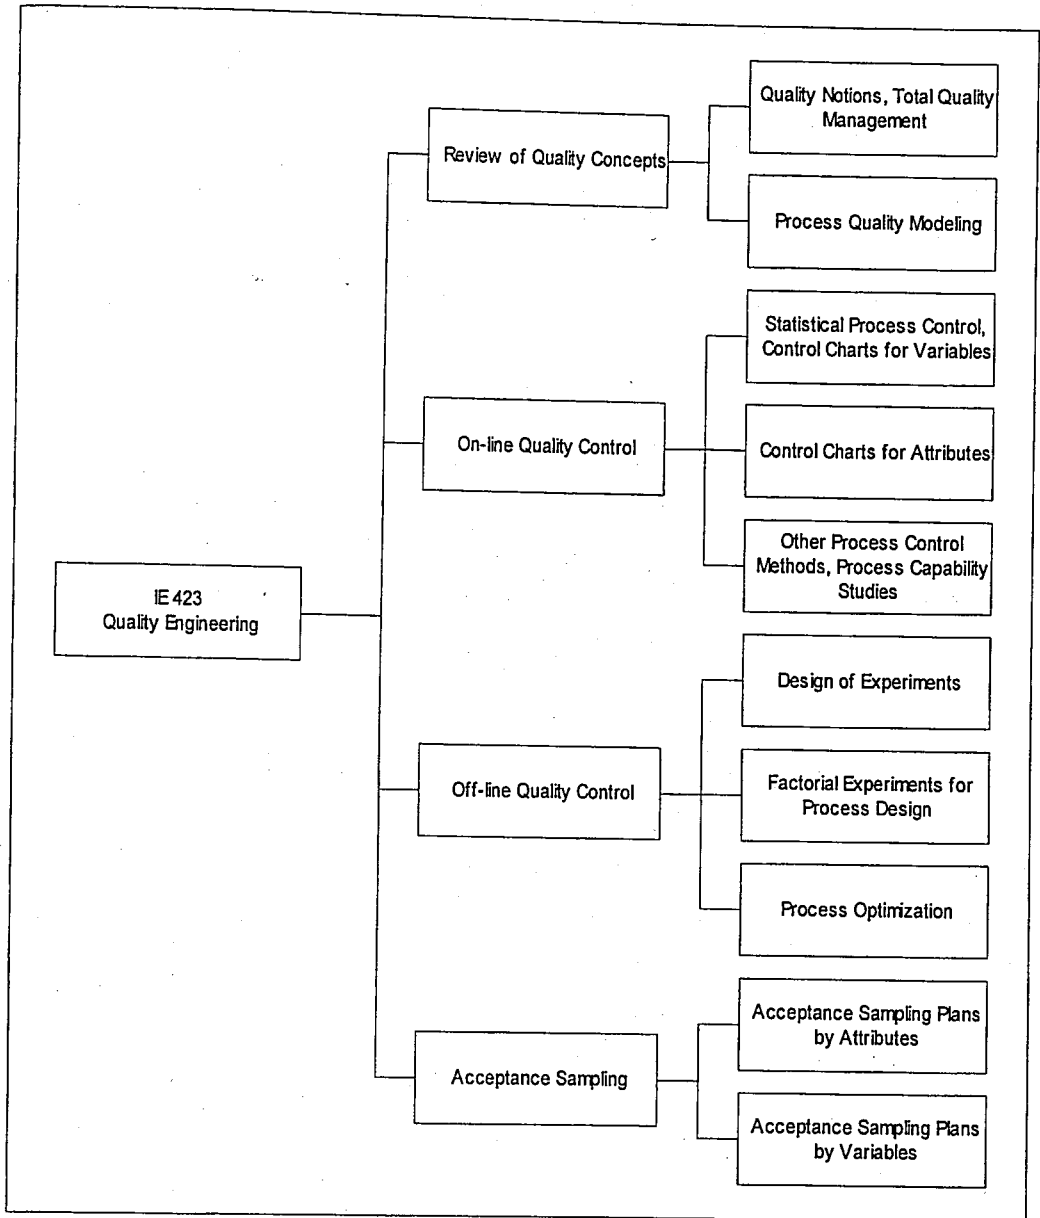 Quality Notions, Total Quality
Management
Review of Quality Concepts
Process Quality Modeling
Statistical Process Control,
Control Charts for Variables
On-line Quality Control
Control Charts for Attributes
Other Process Control
Methods, Process Capability
Studies
IE 423
Quality Engineering
Design of Experiments
Off-line Quality Control
Factorial Experiments for
Process Design
Process Optimization
Acceptance Sampling Plans
by Attributes
Acceptance Sampling
Acceptance Sampling Plans
by Variables